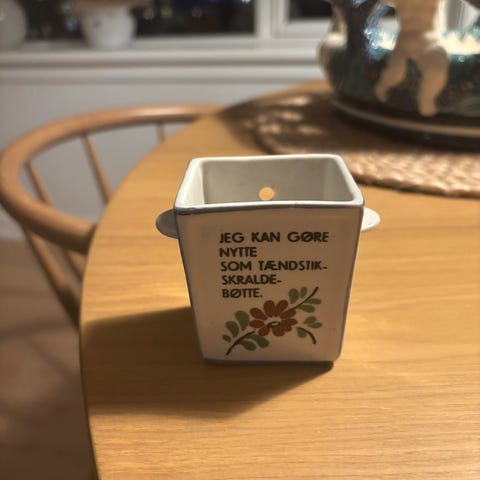 JEG KAN GØRE
NYTTE
SOM TÆNDSTIK-
SKRALDE-
BØTTE.